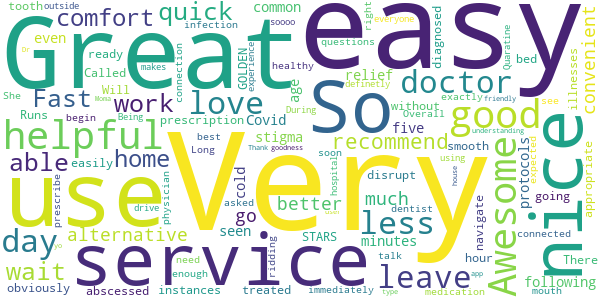 tooth outside
comfort
quick
common
Great
easy
soooo
infection
right
everyone
questions
diagnosed
Dr
even
ready
makes
Called
connection
GOLDEN
experience
healthy
Quaratine
definetly
bed
illnesses
convenient
She
Will
relief
see
Fast
work
love
age
doctor
During
exactly
friendly
Runs
begin
Being
prescription
Covid
without
Overall
understanding
helpful
best
stigma
five
So
good
recommend
appropriate
able
easily
home
Long
Thank goodness
soon
smooth
using
expected
nice
use
Very
prescribe
drive
physician
cold
asked
hospital
disrupt
dentist
house
Awesome
protocols
going
better
much
navigate
connected
There
day
alternative
seen
go
STARS
minutes
less
talk
hour
following
wait
service
need
enough
leave
app
mouth
obviously
abscessed
instances
treated
immediately
type
medication
Moma
yo